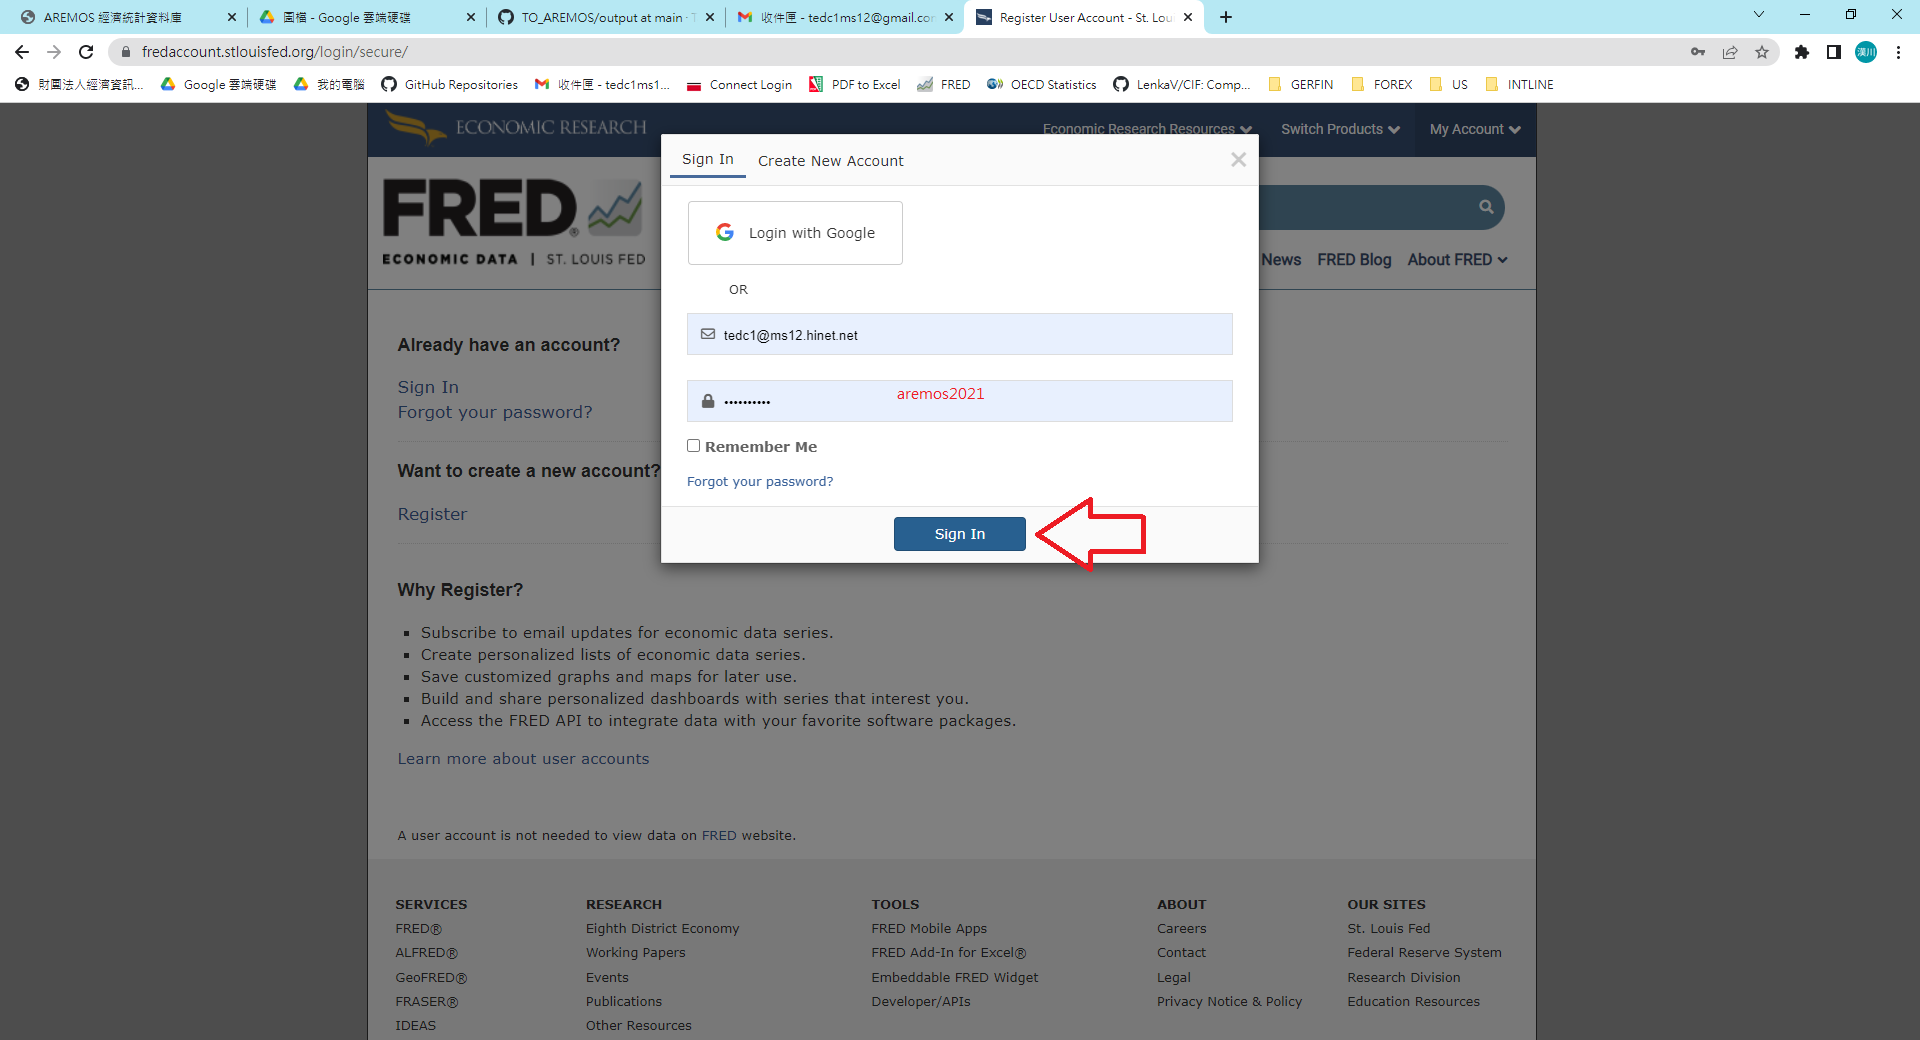 AREMOS 經濟統計資料庫
圖檔 - Google 雲端硬碟
TO_AREMOS/output at main · T
收件匣 - tedc1ms12@gmail.com
Register User Account - St. Lou
fredaccount.stlouisfed.org/login/secure/
漢川
財團法人經濟資訊...
Google 雲端硬碟
我的電腦
GitHub Repositories
收件匣 - tedc1ms1...
Connect Login
PDF to Excel
FRED
OECD Statistics
LenkaV/CIF: Comp...
GERFIN
FOREX
US
INTLINE
ECONOMIC RESEARCH
Economic Research Resources
Switch Products
My Account
FRED®
ECONOMIC DATA | ST. LOUIS FED
News
FRED Blog
About FRED
Sign In
Create New Account
Login with Google
OR
tedc1@ms12.hinet.net
••••••••••
aremos2021
Remember Me
Forgot your password?
Sign In
Already have an account?
Sign In
Forgot your password?
Want to create a new account?
Register
Why Register?
Subscribe to email updates for economic data series.
Create personalized lists of economic data series.
Save customized graphs and maps for later use.
Build and share personalized dashboards with series that interest you.
Access the FRED API to integrate data with your favorite software packages.
Learn more about user accounts
A user account is not needed to view data on FRED website.
SERVICES
FRED®
ALFRED®
GeoFRED®
FRASER®
IDEAS
RESEARCH
Eighth District Economy
Working Papers
Events
Publications
Other Resources
TOOLS
FRED Mobile Apps
FRED Add-In for Excel®
Embeddable FRED Widget
Developer/APIs
ABOUT
Careers
Contact
Legal
Privacy Notice & Policy
OUR SITES
St. Louis Fed
Federal Reserve System
Research Division
Education Resources